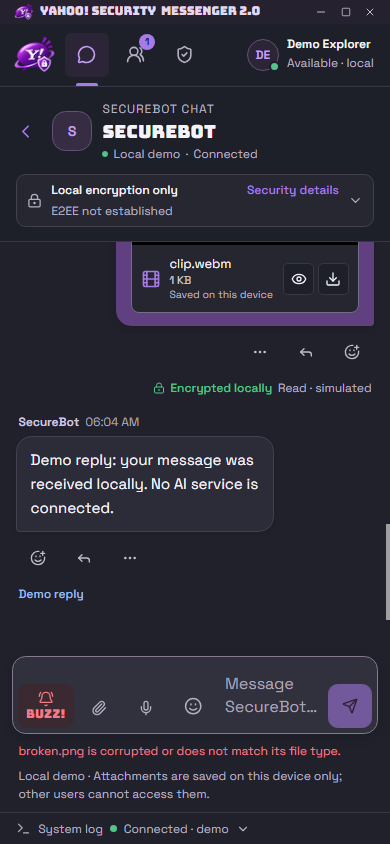 YAHOO! SECURITY MESSENGER 2.0
Y!
1
DE
Demo Explorer
Available · local
S
SECUREBOT CHAT
SECUREBOT
Local demo · Connected
Local encryption only
Security details
E2EE not established
clip.webm
1 KB
Saved on this device
Encrypted locally Read · simulated
SecureBot 06:04 AM
Demo reply: your message was
received locally. No AI service is
connected.
Demo reply
BUZZ!
Message
SecureBot...
broken.png is corrupted or does not match its file type.
Local demo · Attachments are saved on this device only;
other users cannot access them.
System log Connected · demo